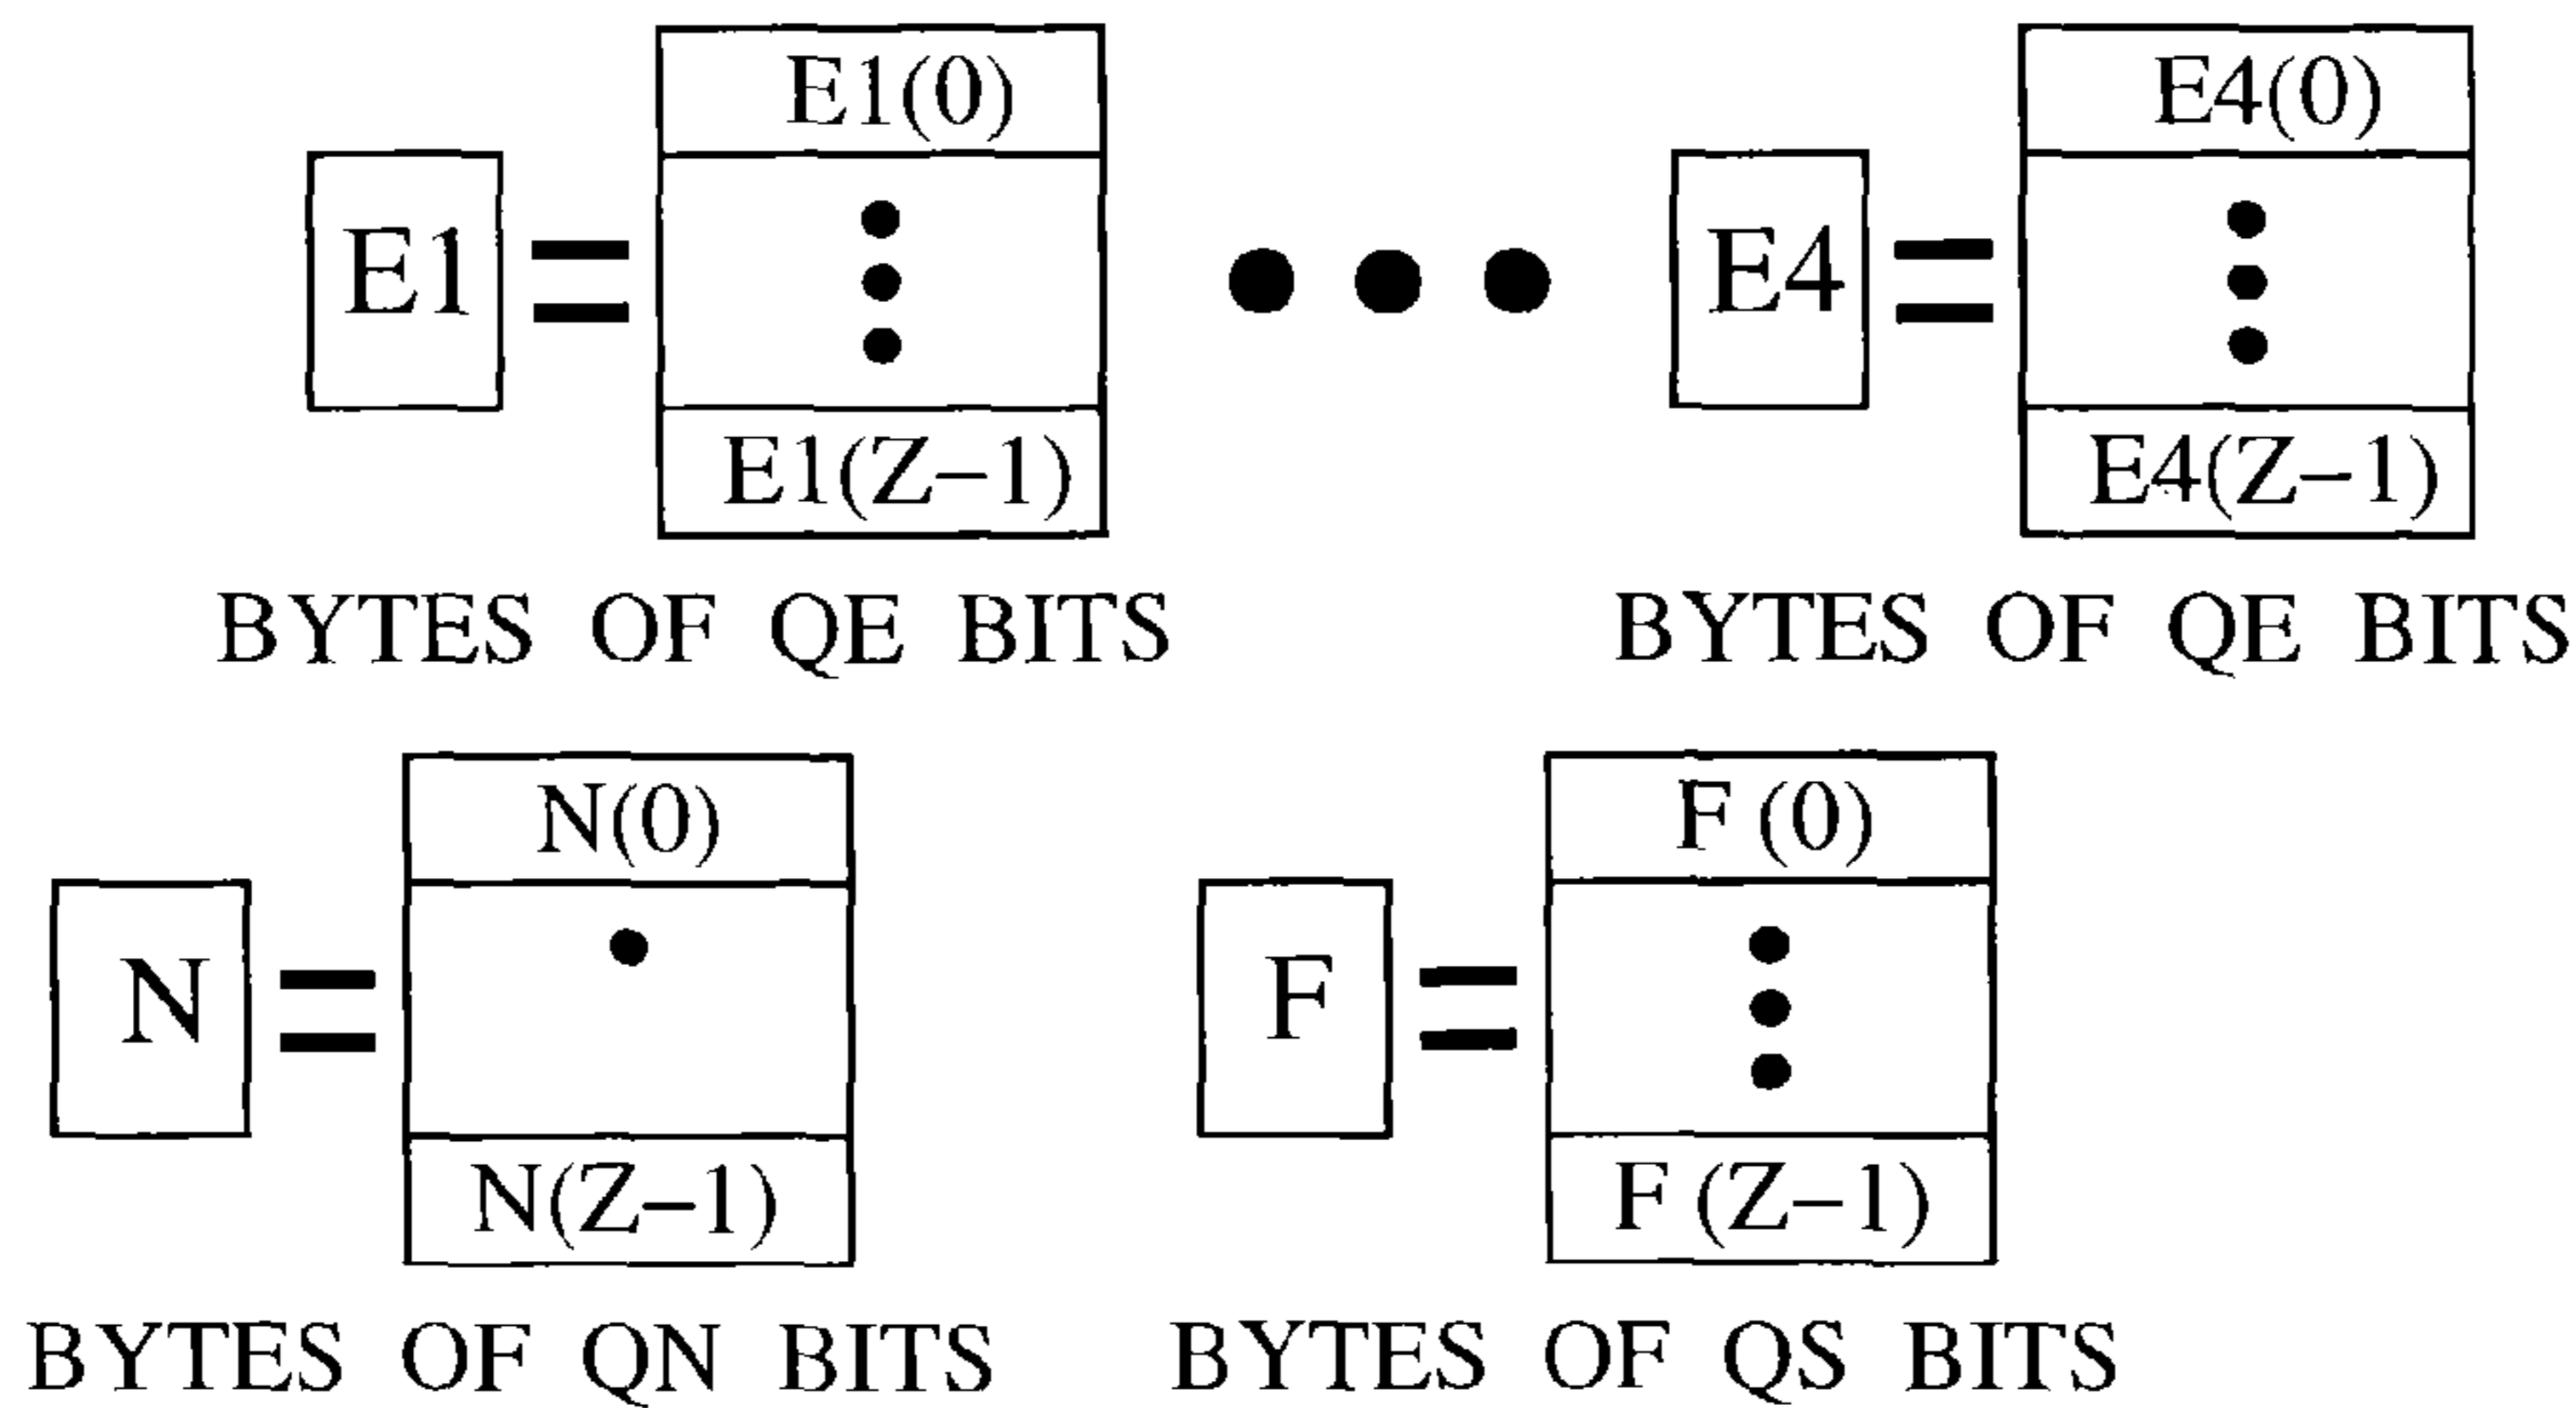 E1(0)
E1 =
E1(Z−1)
BYTES OF QE BITS
E4(0)
E4 =
E4(Z−1)
BYTES OF QE BITS
N(0)
N =
N(Z−1)
BYTES OF QN BITS
F (0)
F =
F (Z−1)
BYTES OF QS BITS